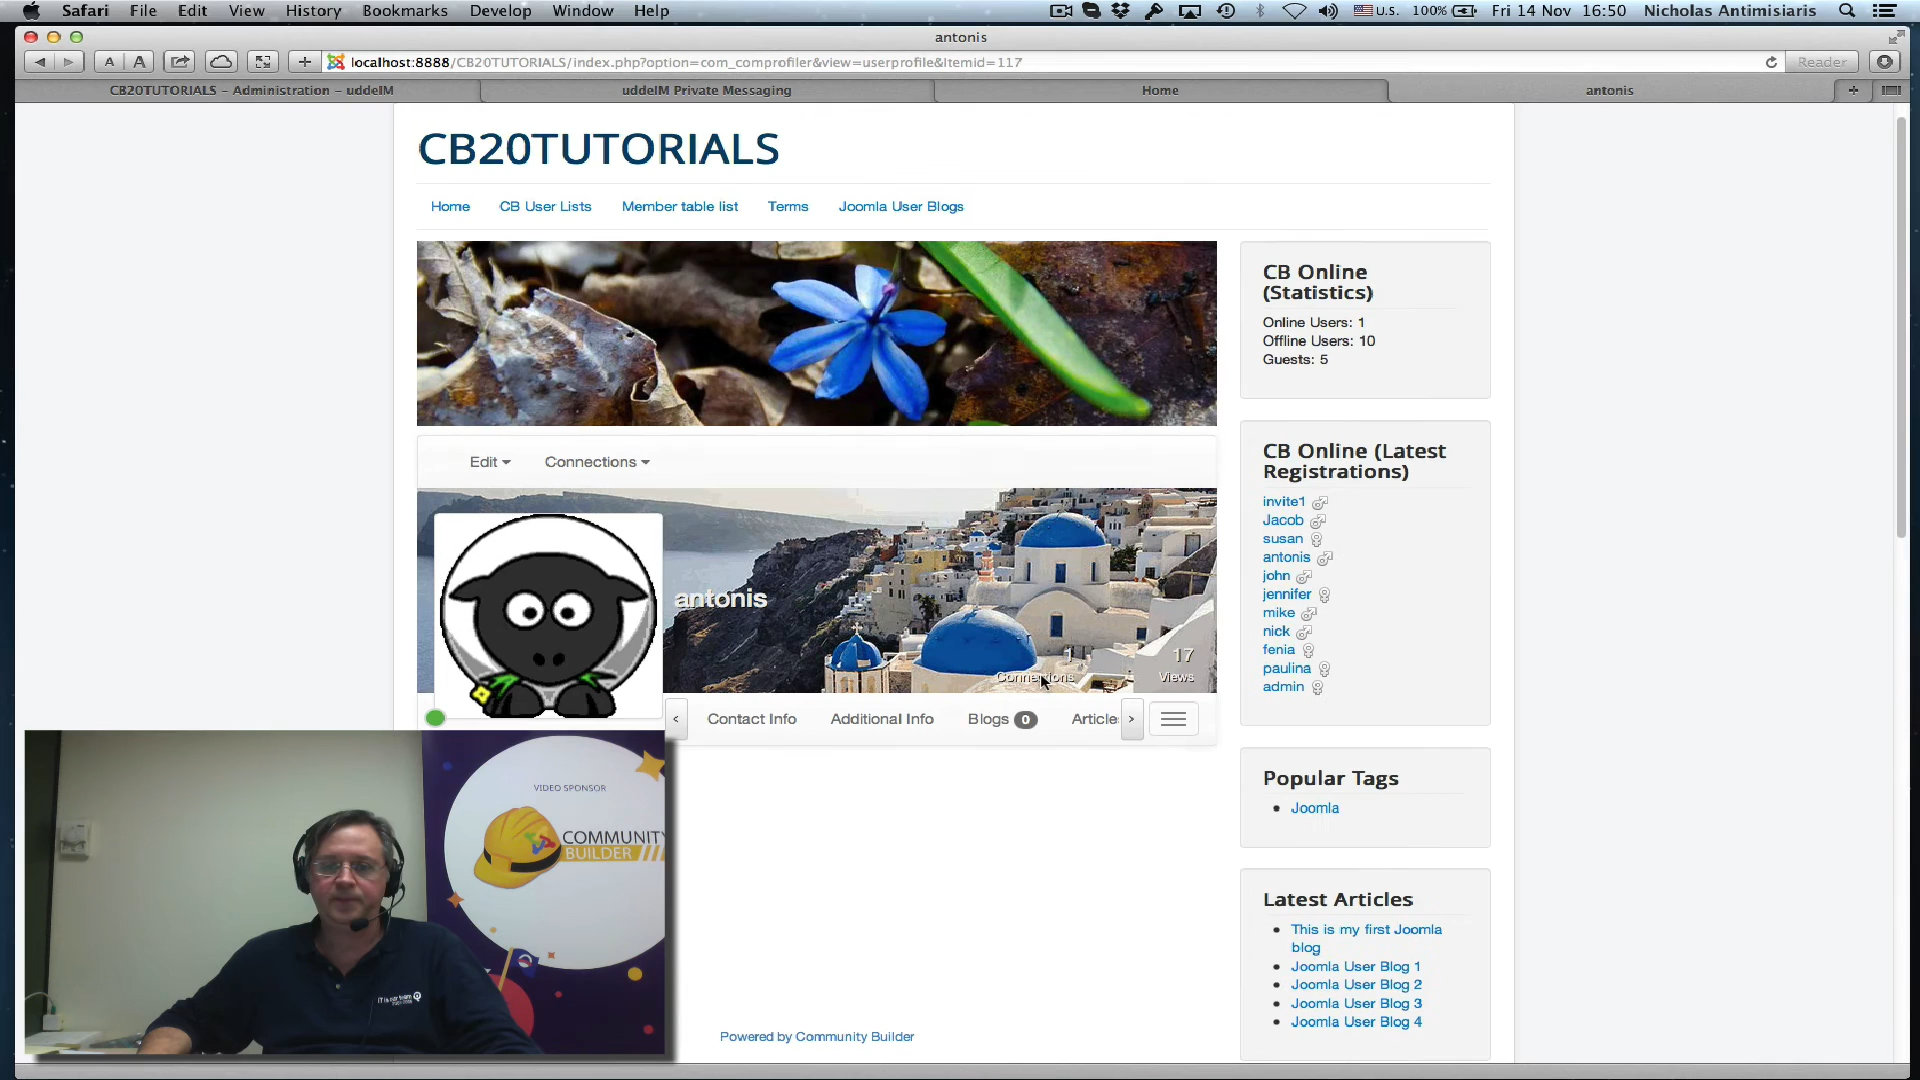 Safari File Edit View History Bookmarks Develop Window Help U.S. 100% Fri 14 Nov 16:50 Nicholas Antimisiaris
antonis
A A + localhost:8888/CB20TUTORIALS/index.php?option=com_comprofiler&view=userprofile&Itemid=117 Reader
CB20TUTORIALS - Administration - uddeIM uddeIM Private Messaging Home antonis +
CB20TUTORIALS
Home CB User Lists Member table list Terms Joomla User Blogs
Edit Connections
antonis
17
Connections Views
< Contact Info Additional Info Blogs 0 Article >
CB Online
(Statistics)
Online Users: 1
Offline Users: 10
Guests: 5
CB Online (Latest
Registrations)
invite1
Jacob
susan
antonis
john
jennifer
mike
nick
fenia
paulina
admin
Popular Tags
Joomla
Latest Articles
This is my first Joomla
blog
Joomla User Blog 1
Joomla User Blog 2
Joomla User Blog 3
Joomla User Blog 4
VIDEO SPONSOR
COMMUNITY
BUILDER
IT is our team
Powered by Community Builder